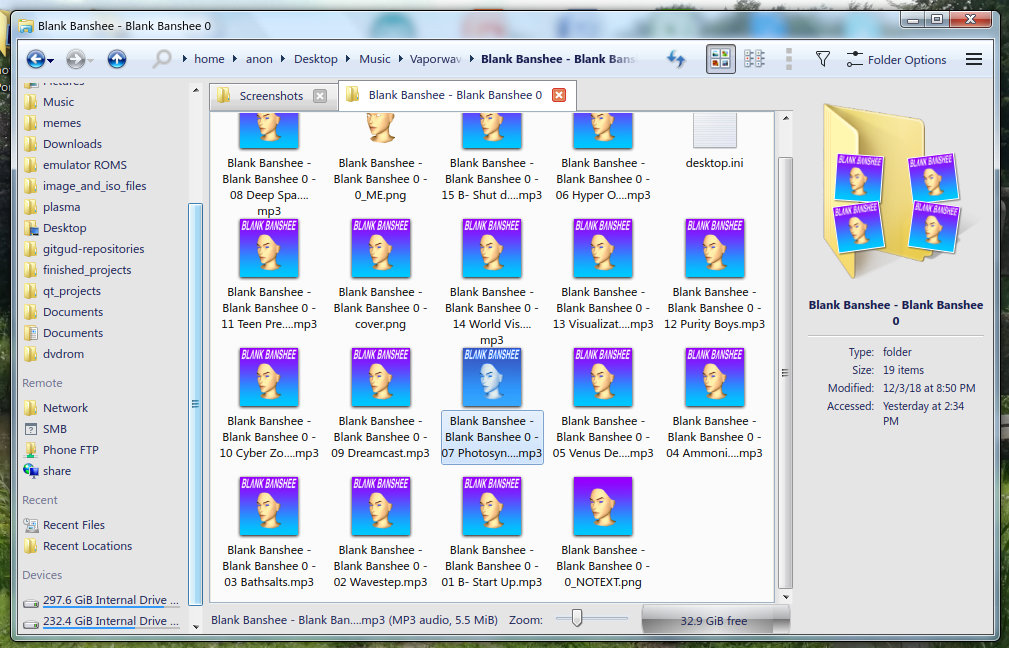 Blank Banshee - Blank Banshee 0
home
anon
Desktop
Music
Vaporwav
Blank Banshee - Blank Bans
Folder Options
Screenshots
Blank Banshee - Blank Banshee 0
Pictures
Music
memes
Downloads
emulator ROMS
image_and_iso_files
plasma
Desktop
gitgud-repositories
finished_projects
qt_projects
Documents
Documents
dvdrom
Remote
Network
SMB
Phone FTP
share
Recent
Recent Files
Recent Locations
Devices
297.6 GiB Internal Drive ...
232.4 GiB Internal Drive ...
Blank Banshee -
Blank Banshee 0 -
08 Deep Spa....
mp3
Blank Banshee -
Blank Banshee 0 -
0_ME.png
Blank Banshee -
Blank Banshee 0 -
15 B- Shut d....mp3
Blank Banshee -
Blank Banshee 0 -
06 Hyper O....mp3
desktop.ini
BLANK BANSHEE
Blank Banshee -
Blank Banshee 0 -
11 Teen Pre....mp3
BLANK BANSHEE
Blank Banshee -
Blank Banshee 0 -
cover.png
BLANK BANSHEE
Blank Banshee -
Blank Banshee 0 -
14 World Vis....
mp3
BLANK BANSHEE
Blank Banshee -
Blank Banshee 0 -
13 Visualizat....mp3
BLANK BANSHEE
Blank Banshee -
Blank Banshee 0 -
12 Purity Boys.mp3
BLANK BANSHEE
Blank Banshee -
Blank Banshee 0 -
10 Cyber Zo....mp3
BLANK BANSHEE
Blank Banshee -
Blank Banshee 0 -
09 Dreamcast.mp3
BLANK BANSHEE
Blank Banshee -
Blank Banshee 0 -
07 Photosyn....mp3
BLANK BANSHEE
Blank Banshee -
Blank Banshee 0 -
05 Venus De....mp3
BLANK BANSHEE
Blank Banshee -
Blank Banshee 0 -
04 Ammoni....mp3
BLANK BANSHEE
Blank Banshee -
Blank Banshee 0 -
03 Bathsalts.mp3
BLANK BANSHEE
Blank Banshee -
Blank Banshee 0 -
02 Wavestep.mp3
BLANK BANSHEE
Blank Banshee -
Blank Banshee 0 -
01 B- Start Up.mp3
Blank Banshee -
Blank Banshee 0 -
0_NOTEXT.png
BLANK BANSHEE
BLANK BANSHEE
BLANK BANSHEE
BLANK BANSHEE
Blank Banshee - Blank Banshee
0
Type: folder
Size: 19 items
Modified: 12/3/18 at 8:50 PM
Accessed: Yesterday at 2:34
PM
Blank Banshee - Blank Ban....mp3 (MP3 audio, 5.5 MiB)
Zoom:
32.9 GiB free